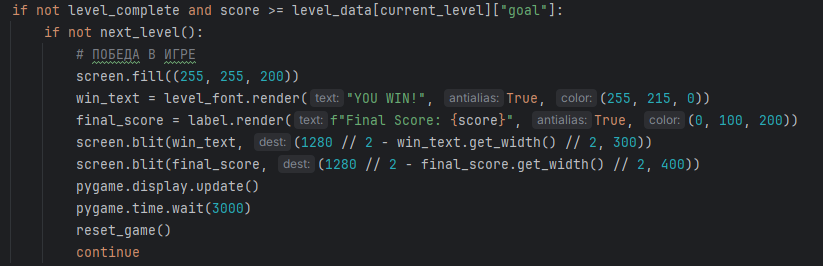 if not level_complete and score >= level_data[current_level]["goal"]:
    if not next_level():
        # ПОБЕДА В ИГРЕ
        screen.fill((255, 255, 200))
        win_text = level_font.render( text: "YOU WIN!",  antialias: True,  color: (255, 215, 0))
        final_score = label.render( text: f"Final Score: {score}",  antialias: True,  color: (0, 100, 200))
        screen.blit(win_text,  dest: (1280 // 2 - win_text.get_width() // 2, 300))
        screen.blit(final_score,  dest: (1280 // 2 - final_score.get_width() // 2, 400))
        pygame.display.update()
        pygame.time.wait(3000)
        reset_game()
        continue